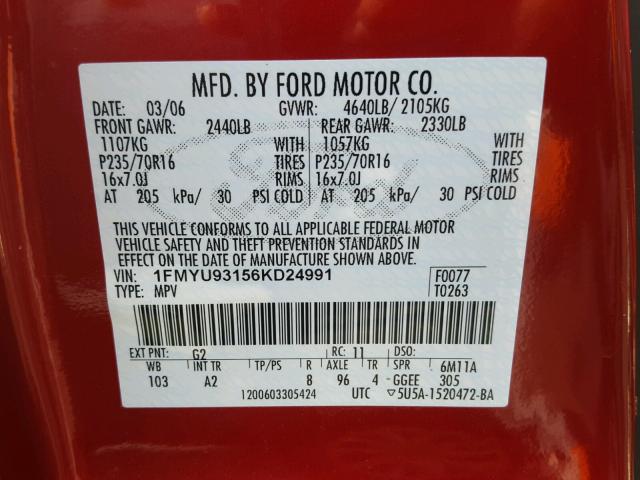 MFD. BY FORD MOTOR CO.
DATE: 03/06 GVWR: 4640LB/ 2105KG
FRONT GAWR: 2440LB REAR GAWR: 2330LB
1107KG WITH 1057KG WITH
P235/70R16 TIRES P235/70R16 TIRES
16x7.0J RIMS 16x7.0J RIMS
AT 205 kPa/ 30 PSI COLD AT 205 kPa/ 30 PSI COLD
THIS VEHICLE CONFORMS TO ALL APPLICABLE FEDERAL MOTOR
VEHICLE SAFETY AND THEFT PREVENTION STANDARDS IN EFFECT
ON THE DATE OF MANUFACTURE SHOWN ABOVE.
VIN: 1FMYU93156KD24991 F0077
TYPE: MPV T0263
EXT PNT: G2 RC: 11 DSO:
WB INT TR TP/PS R AXLE TR SPR 6M11A
103 A2 8 96 4 GGEE 305
1200603305424 UTC ▽5U5A-1520472-BA